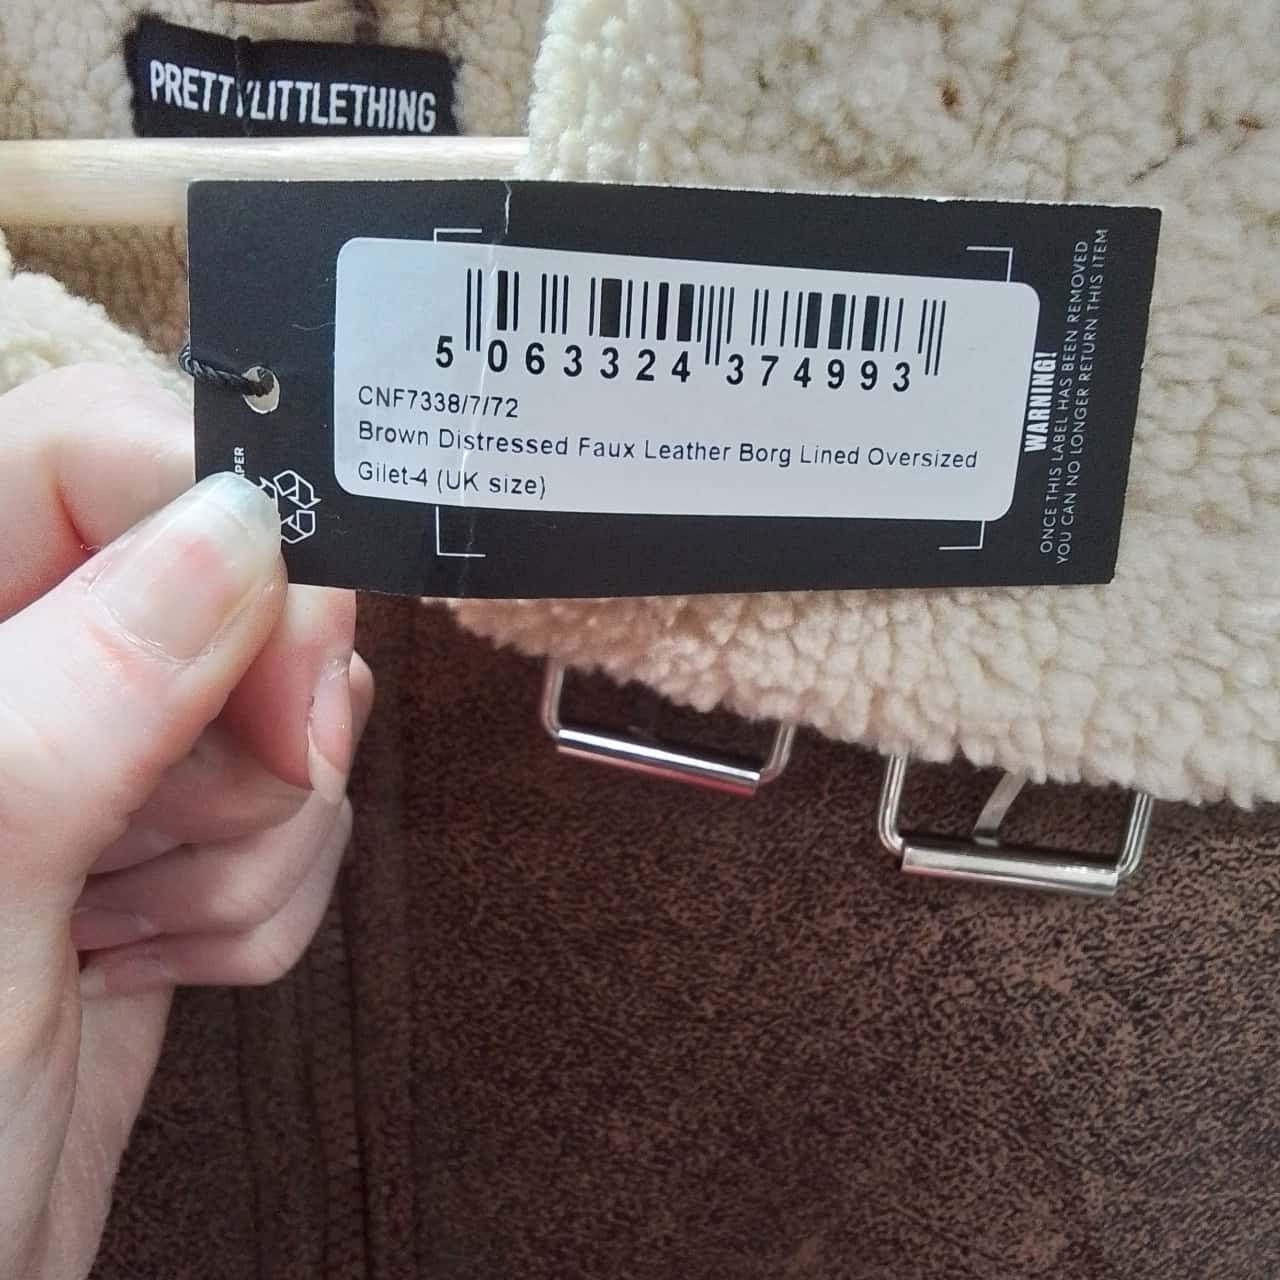 PRETTYLITTLETHING
5 063324 374993
CNF7338/7/72
Brown Distressed Faux Leather Borg Lined Oversized
Gilet-4 (UK size)
WARNING!
ONCE THIS LABEL HAS BEEN REMOVED
YOU CAN NO LONGER RETURN THIS ITEM